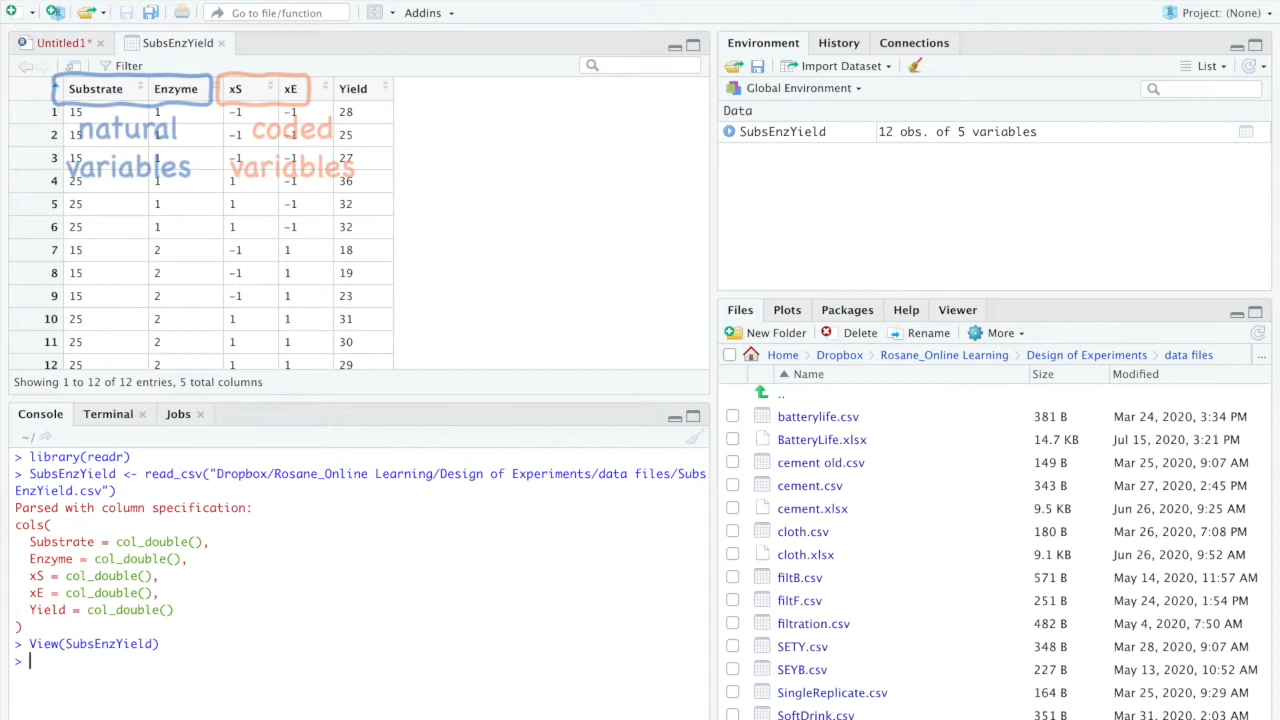 Go to file/function
Addins
Project: (None)
Untitled1*
SubsEnzYield
Filter
Substrate Enzyme xS xE Yield
1 15 1 -1 -1 28
2 15 1 -1 -1 25
3 15 1 -1 -1 27
4 25 1 1 -1 36
5 25 1 1 -1 32
6 25 1 1 -1 32
7 15 2 -1 1 18
8 15 2 -1 1 19
9 15 2 -1 1 23
10 25 2 1 1 31
11 25 2 1 1 30
12 25 2 1 1 29
natural
variables
coded
variables
Showing 1 to 12 of 12 entries, 5 total columns
Console Terminal Jobs
~/
> library(readr)
> SubsEnzYield <- read_csv("Dropbox/Rosane_Online Learning/Design of Experiments/data files/Subs
EnzYield.csv")
Parsed with column specification:
cols(
Substrate = col_double(),
Enzyme = col_double(),
xS = col_double(),
xE = col_double(),
Yield = col_double()
)
> View(SubsEnzYield)
>
Environment History Connections
Import Dataset
List
Global Environment
Data
SubsEnzYield 12 obs. of 5 variables
Files Plots Packages Help Viewer
New Folder Delete Rename More
Home Dropbox Rosane_Online Learning Design of Experiments data files ...
Name Size Modified
..
batterylife.csv 381 B Mar 24, 2020, 3:34 PM
BatteryLife.xlsx 14.7 KB Jul 15, 2020, 3:21 PM
cement old.csv 149 B Mar 25, 2020, 9:07 AM
cement.csv 343 B Mar 27, 2020, 2:45 PM
cement.xlsx 9.5 KB Jun 26, 2020, 9:25 AM
cloth.csv 180 B Mar 26, 2020, 7:08 PM
cloth.xlsx 9.1 KB Jun 26, 2020, 3:52 AM
filtB.csv 571 B May 14, 2020, 11:57 AM
filtF.csv 251 B May 24, 2020, 1:54 PM
filtration.csv 482 B May 4, 2020, 7:50 AM
SETY.csv 348 B Mar 28, 2020, 9:07 AM
SEYB.csv 227 B May 13, 2020, 10:52 AM
SingleReplicate.csv 164 B Mar 25, 2020, 9:29 AM
SoftDrink.csv 351 B Mar 31, 2020, 2:03 AM